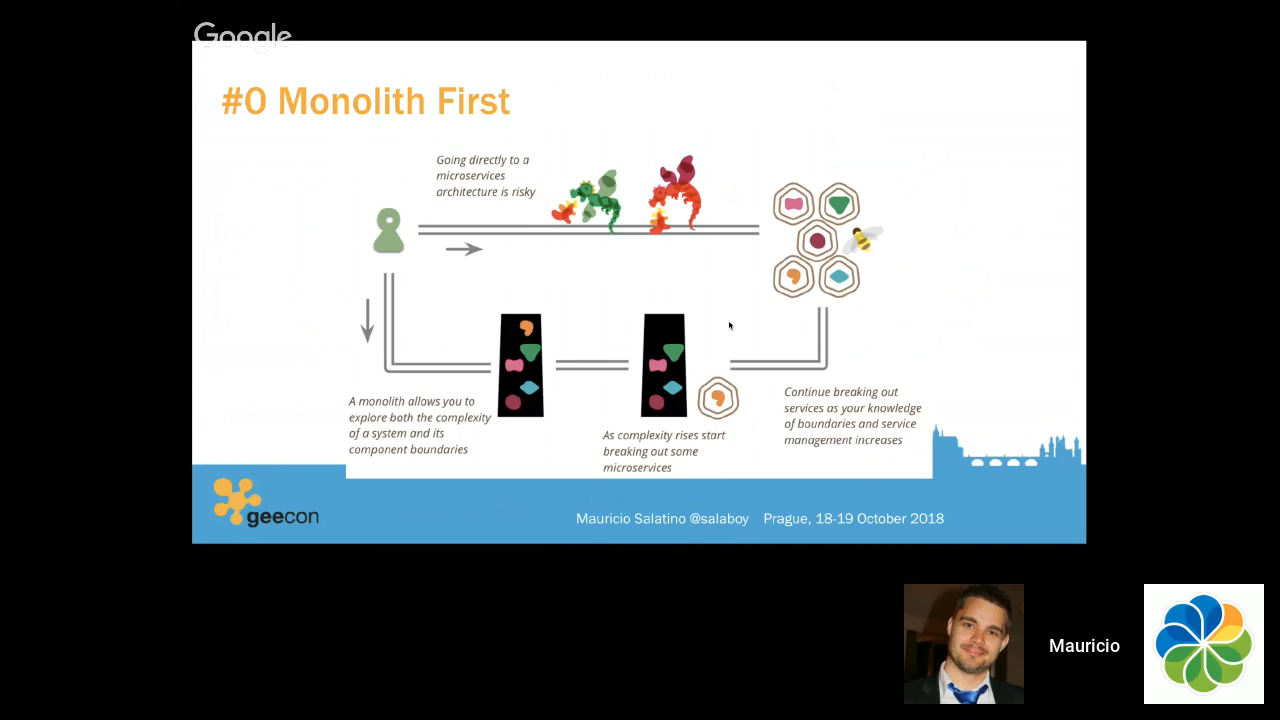 Google
#0 Monolith First
Going directly to a
microservices
architecture is risky
A monolith allows you to
explore both the complexity
of a system and its
component boundaries
As complexity rises start
breaking out some
microservices
Continue breaking out
services as your knowledge
of boundaries and service
management increases
geecon
Mauricio Salatino @salaboy Prague, 18-19 October 2018
Mauricio